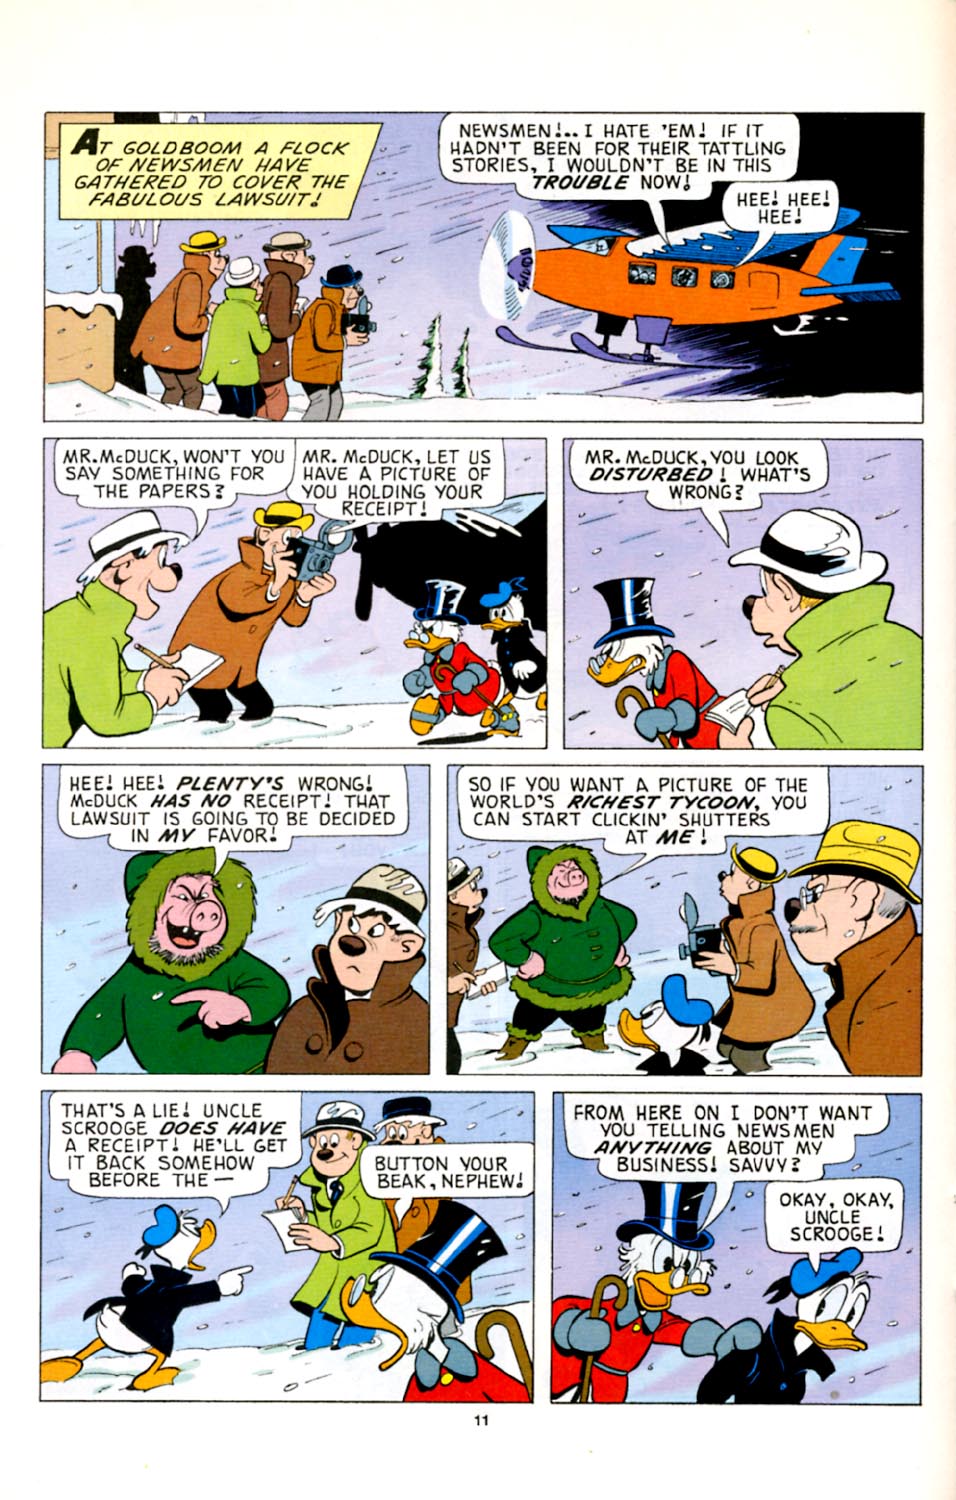 AT GOLDBOOM A FLOCK
OF NEWSMEN HAVE
GATHERED TO COVER THE
FABULOUS LAWSUIT!
NEWSMEN!.. I HATE 'EM! IF IT
HADN'T BEEN FOR THEIR TATTLING
STORIES, I WOULDN'T BE IN THIS
TROUBLE NOW!
HEE! HEE!
HEE!
MR. McDUCK, WON'T YOU
SAY SOMETHING FOR
THE PAPERS?
MR. McDUCK, LET US
HAVE A PICTURE OF
YOU HOLDING YOUR
RECEIPT!
MR. McDUCK, YOU LOOK
DISTURBED! WHAT'S
WRONG?
HEE! HEE! PLENTY'S WRONG!
McDUCK HAS NO RECEIPT! THAT
LAWSUIT IS GOING TO BE DECIDED
IN MY FAVOR!
SO IF YOU WANT A PICTURE OF THE
WORLD'S RICHEST TYCOON, YOU
CAN START CLICKIN' SHUTTERS
AT ME!
THAT'S A LIE! UNCLE
SCROOGE DOES HAVE
A RECEIPT! HE'LL GET
IT BACK SOMEHOW
BEFORE THE —
BUTTON YOUR
BEAK, NEPHEW!
FROM HERE ON I DON'T WANT
YOU TELLING NEWSMEN
ANYTHING ABOUT MY
BUSINESS! SAVVY?
OKAY, OKAY,
UNCLE
SCROOGE!
11